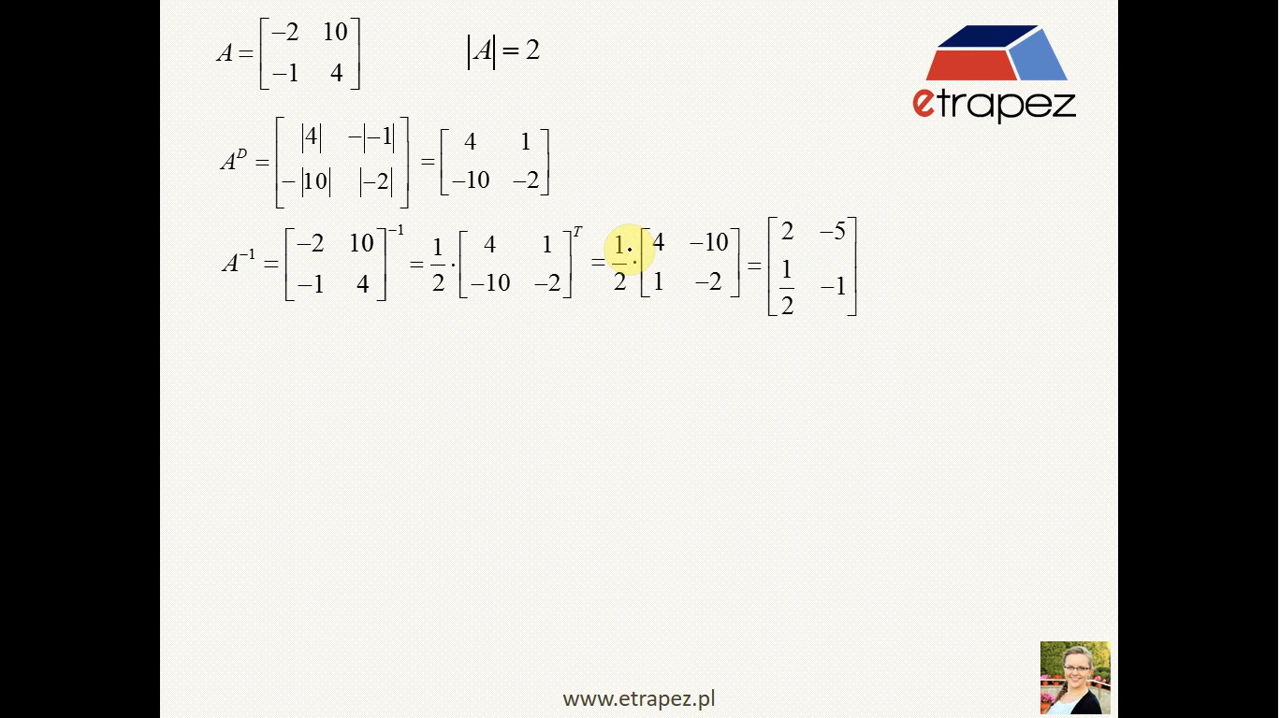 A = [−2 10; −1 4] |A| = 2
etrapez
A^D = [|4| −|−1|; −|10| |−2|] = [4 1; −10 −2]
A^−1 = [−2 10; −1 4]^−1 = 1/2 · [4 1; −10 −2]^T = 1/2 · [4 −10; 1 −2] = [2 −5; 1/2 −1]
www.etrapez.pl